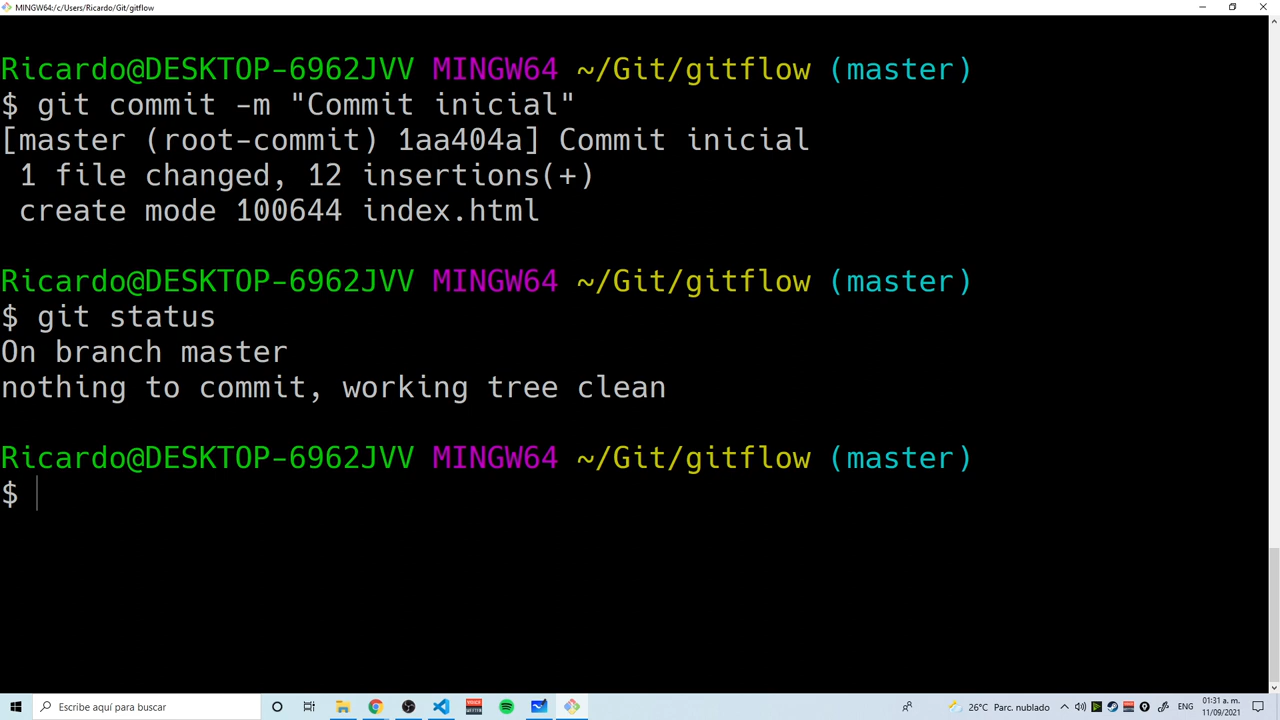 MINGW64:/c/Users/Ricardo/Git/gitflow
Ricardo@DESKTOP-6962JVV MINGW64 ~/Git/gitflow (master)
$ git commit -m "Commit inicial"
[master (root-commit) 1aa404a] Commit inicial
1 file changed, 12 insertions(+)
create mode 100644 index.html
Ricardo@DESKTOP-6962JVV MINGW64 ~/Git/gitflow (master)
$ git status
On branch master
nothing to commit, working tree clean
Ricardo@DESKTOP-6962JVV MINGW64 ~/Git/gitflow (master)
$
Escribe aquí para buscar
26°C Parc. nublado
ENG
01:31 a. m.
11/09/2021